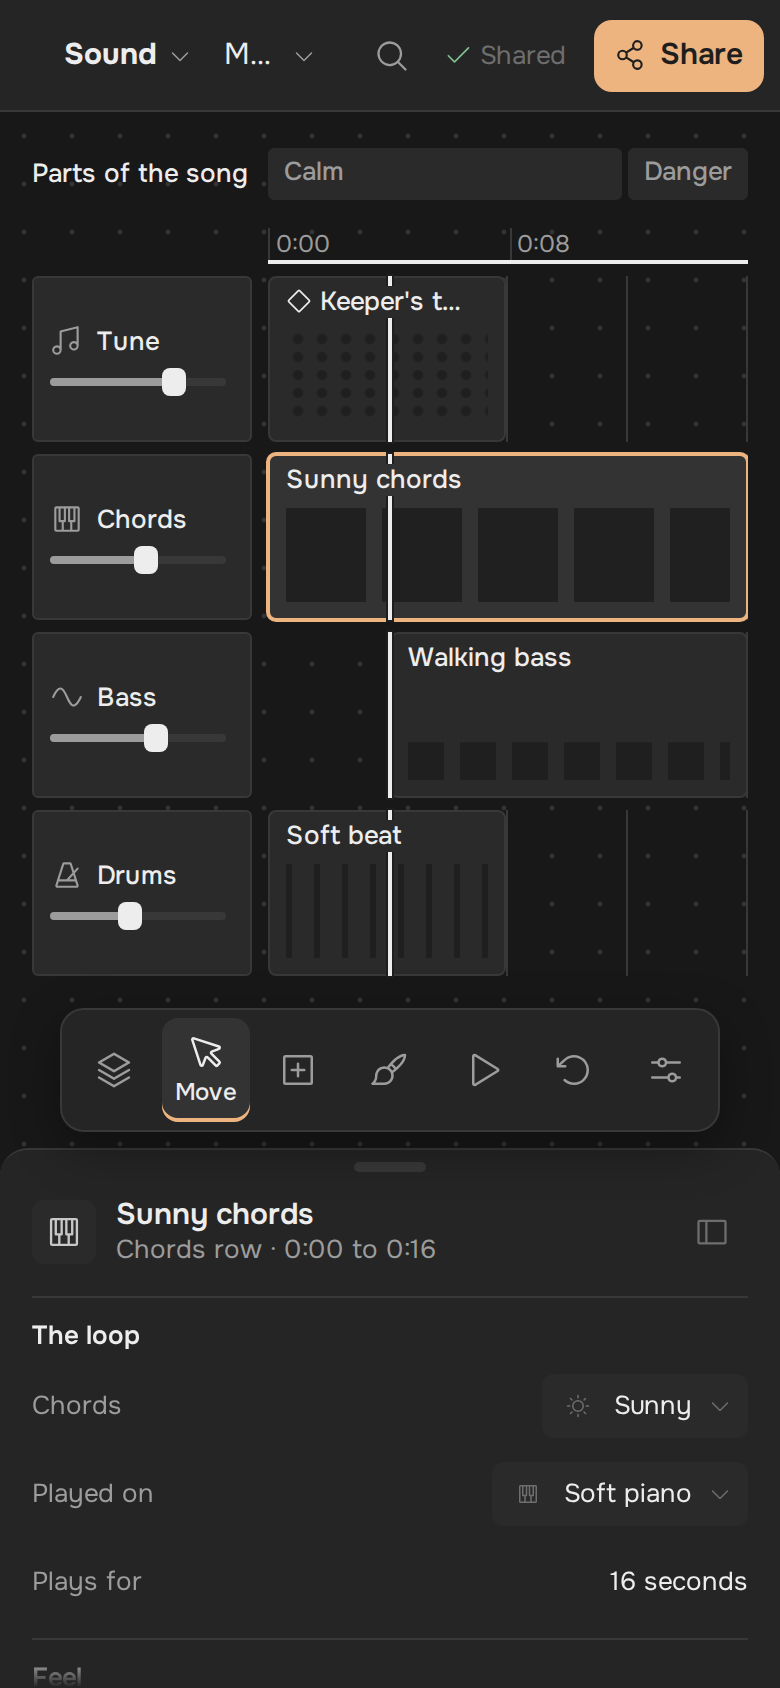 Sound
M...
Shared
Share
Parts of the song
Calm
Danger
0:00
0:08
Tune
Keeper's t...
Chords
Sunny chords
Bass
Walking bass
Drums
Soft beat
Move
Sunny chords
Chords row · 0:00 to 0:16
The loop
Chords
Sunny
Played on
Soft piano
Plays for
16 seconds
Feel